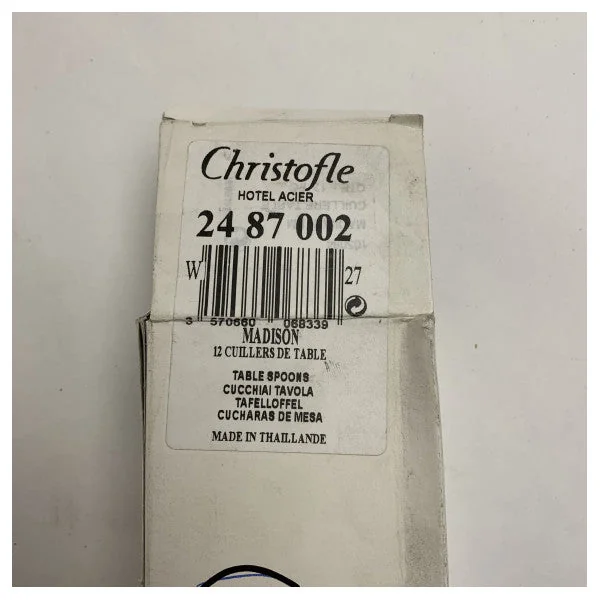 Christofle
HOTEL ACIER
24 87 002
W 27
3 570660 068339
MADISON
12 CUILLERS DE TABLE
TABLE SPOONS
CUCCHIAI TAVOLA
TAFELLOFFEL
CUCHARAS DE MESA
MADE IN THAILLANDE